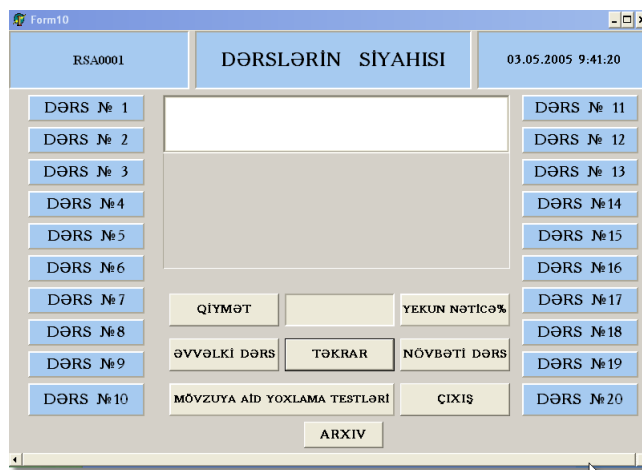 Form10
RSA0001
DƏRSLƏRİN SİYAHISI
03.05.2005 9:41:20
DƏRS № 1
DƏRS № 2
DƏRS № 3
DƏRS №4
DƏRS №5
DƏRS №6
DƏRS №7
DƏRS №8
DƏRS №9
DƏRS №10
QİYMƏT
YEKUN NƏTİCƏ%
ƏVVƏLKİ DƏRS
TƏKRAR
NÖVBƏTİ DƏRS
MÖVZUYA AİD YOXLAMA TESTLƏRİ
ÇIXIŞ
ARXIV
DƏRS № 11
DƏRS № 12
DƏRS № 13
DƏRS №14
DƏRS №15
DƏRS №16
DƏRS №17
DƏRS №18
DƏRS №19
DƏRS №20